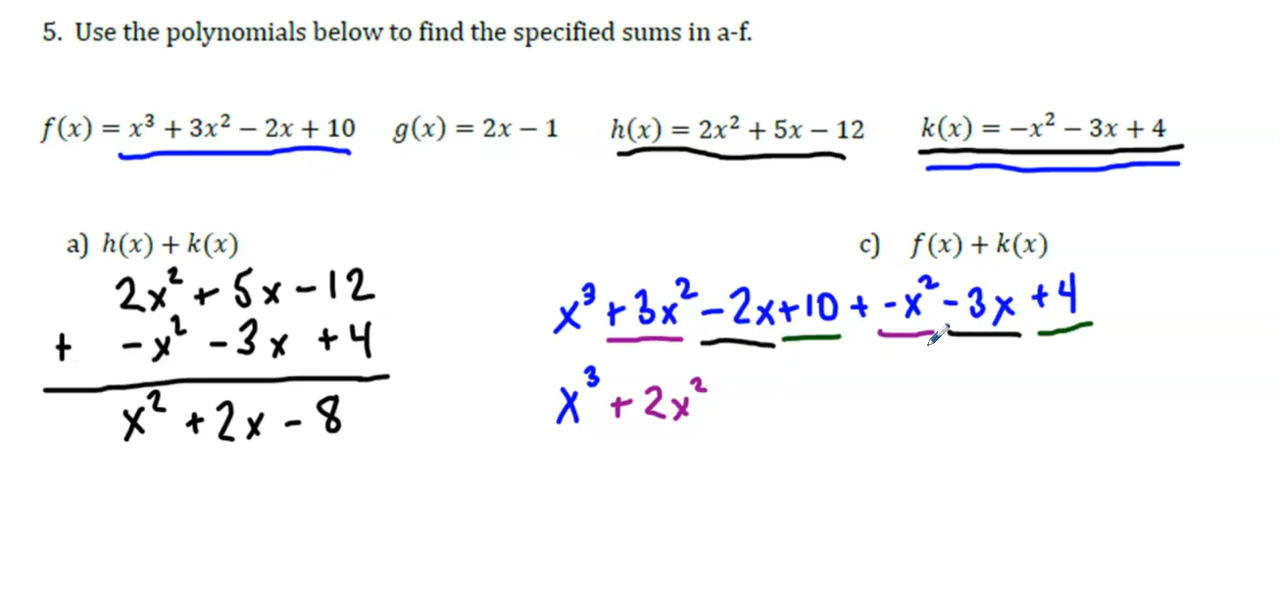 5. Use the polynomials below to find the specified sums in a-f.
f(x) = x³ + 3x² − 2x + 10 g(x) = 2x − 1 h(x) = 2x² + 5x − 12 k(x) = −x² − 3x + 4
a) h(x) + k(x) c) f(x) + k(x)
2x² + 5x − 12
+ −x² − 3x + 4
x² + 2x − 8
x³ + 3x² − 2x + 10 + −x² − 3x + 4
x³ + 2x²